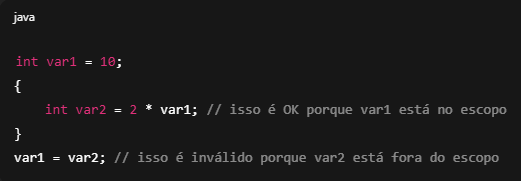 java
int var1 = 10;
{
    int var2 = 2 * var1; // isso é OK porque var1 está no escopo
}
var1 = var2; // isso é inválido porque var2 está fora do escopo